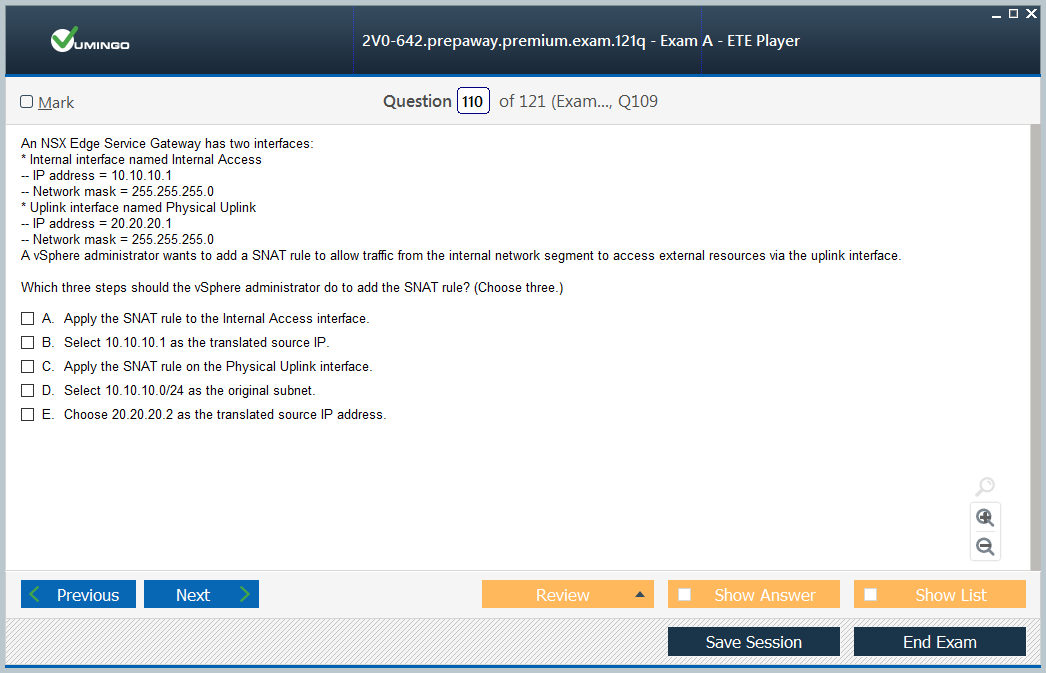 VUMINGO
2V0-642.prepaway.premium.exam.121q - Exam A - ETE Player
Mark
Question 110 of 121 (Exam..., Q109
An NSX Edge Service Gateway has two interfaces:
* Internal interface named Internal Access
-- IP address = 10.10.10.1
-- Network mask = 255.255.255.0
* Uplink interface named Physical Uplink
-- IP address = 20.20.20.1
-- Network mask = 255.255.255.0
A vSphere administrator wants to add a SNAT rule to allow traffic from the internal network segment to access external resources via the uplink interface.
Which three steps should the vSphere administrator do to add the SNAT rule? (Choose three.)
A. Apply the SNAT rule to the Internal Access interface.
B. Select 10.10.10.1 as the translated source IP.
C. Apply the SNAT rule on the Physical Uplink interface.
D. Select 10.10.10.0/24 as the original subnet.
E. Choose 20.20.20.2 as the translated source IP address.
Previous Next Review Show Answer Show List
Save Session End Exam